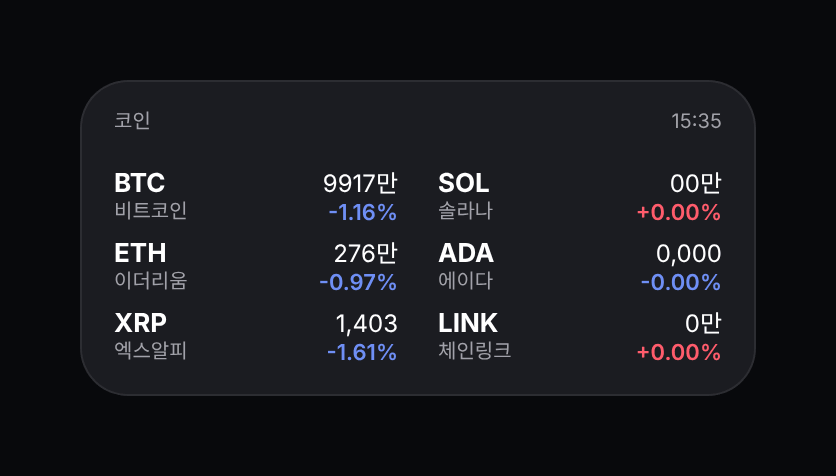 코인 15:35
BTC 9917만 SOL 00만
비트코인 -1.16% 솔라나 +0.00%
ETH 276만 ADA 0,000
이더리움 -0.97% 에이다 -0.00%
XRP 1,403 LINK 0만
엑스알피 -1.61% 체인링크 +0.00%